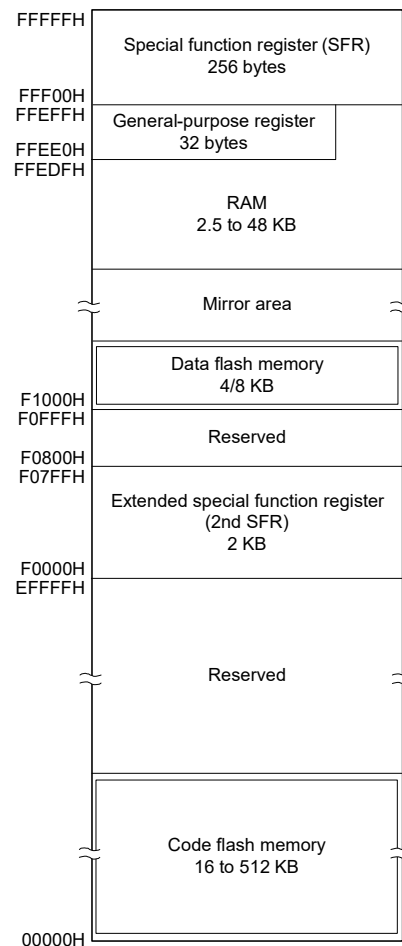 FFFFFH
Special function register (SFR)
256 bytes
FFF00H
FFEFFH
General-purpose register
32 bytes
FFEE0H
FFEDFH
RAM
2.5 to 48 KB
Mirror area
Data flash memory
4/8 KB
F1000H
F0FFFH
Reserved
F0800H
F07FFH
Extended special function register
(2nd SFR)
2 KB
F0000H
EFFFFH
Reserved
Code flash memory
16 to 512 KB
00000H